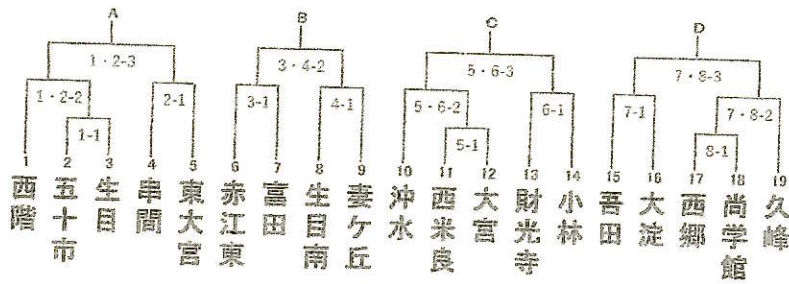 A B C D
1・2-3 3・4-2 5・6-3 7・8-3
1・2-2 2-1 3-1 4-1 5・6-2 6-1 7-1 7・8-2
1-1 5-1 8-1
1 2 3 4 5 6 7 8 9 10 11 12 13 14 15 16 17 18 19
西階
五十市
生目
串間
東大宮
赤江東
富田
生目南
妻ケ丘
沖水
西米良
大宮
財光寺
小林
吾田
大淀
西郷
尚学館
久峰